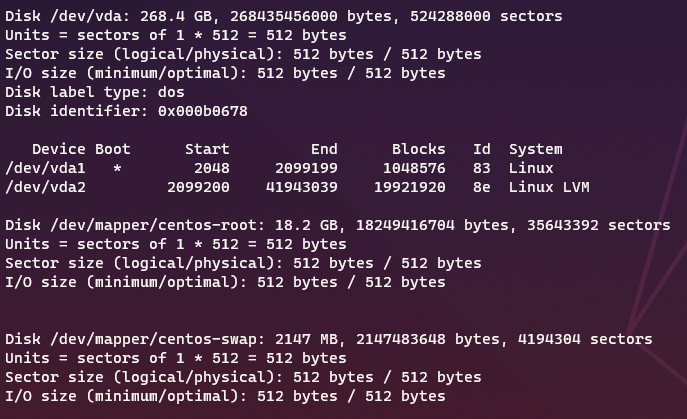 Disk /dev/vda: 268.4 GB, 268435456000 bytes, 524288000 sectors
Units = sectors of 1 * 512 = 512 bytes
Sector size (logical/physical): 512 bytes / 512 bytes
I/O size (minimum/optimal): 512 bytes / 512 bytes
Disk label type: dos
Disk identifier: 0x000b0678
   Device Boot      Start         End      Blocks   Id  System
/dev/vda1   *        2048     2099199     1048576   83  Linux
/dev/vda2         2099200    41943039    19921920   8e  Linux LVM
Disk /dev/mapper/centos-root: 18.2 GB, 18249416704 bytes, 35643392 sectors
Units = sectors of 1 * 512 = 512 bytes
Sector size (logical/physical): 512 bytes / 512 bytes
I/O size (minimum/optimal): 512 bytes / 512 bytes
Disk /dev/mapper/centos-swap: 2147 MB, 2147483648 bytes, 4194304 sectors
Units = sectors of 1 * 512 = 512 bytes
Sector size (logical/physical): 512 bytes / 512 bytes
I/O size (minimum/optimal): 512 bytes / 512 bytes